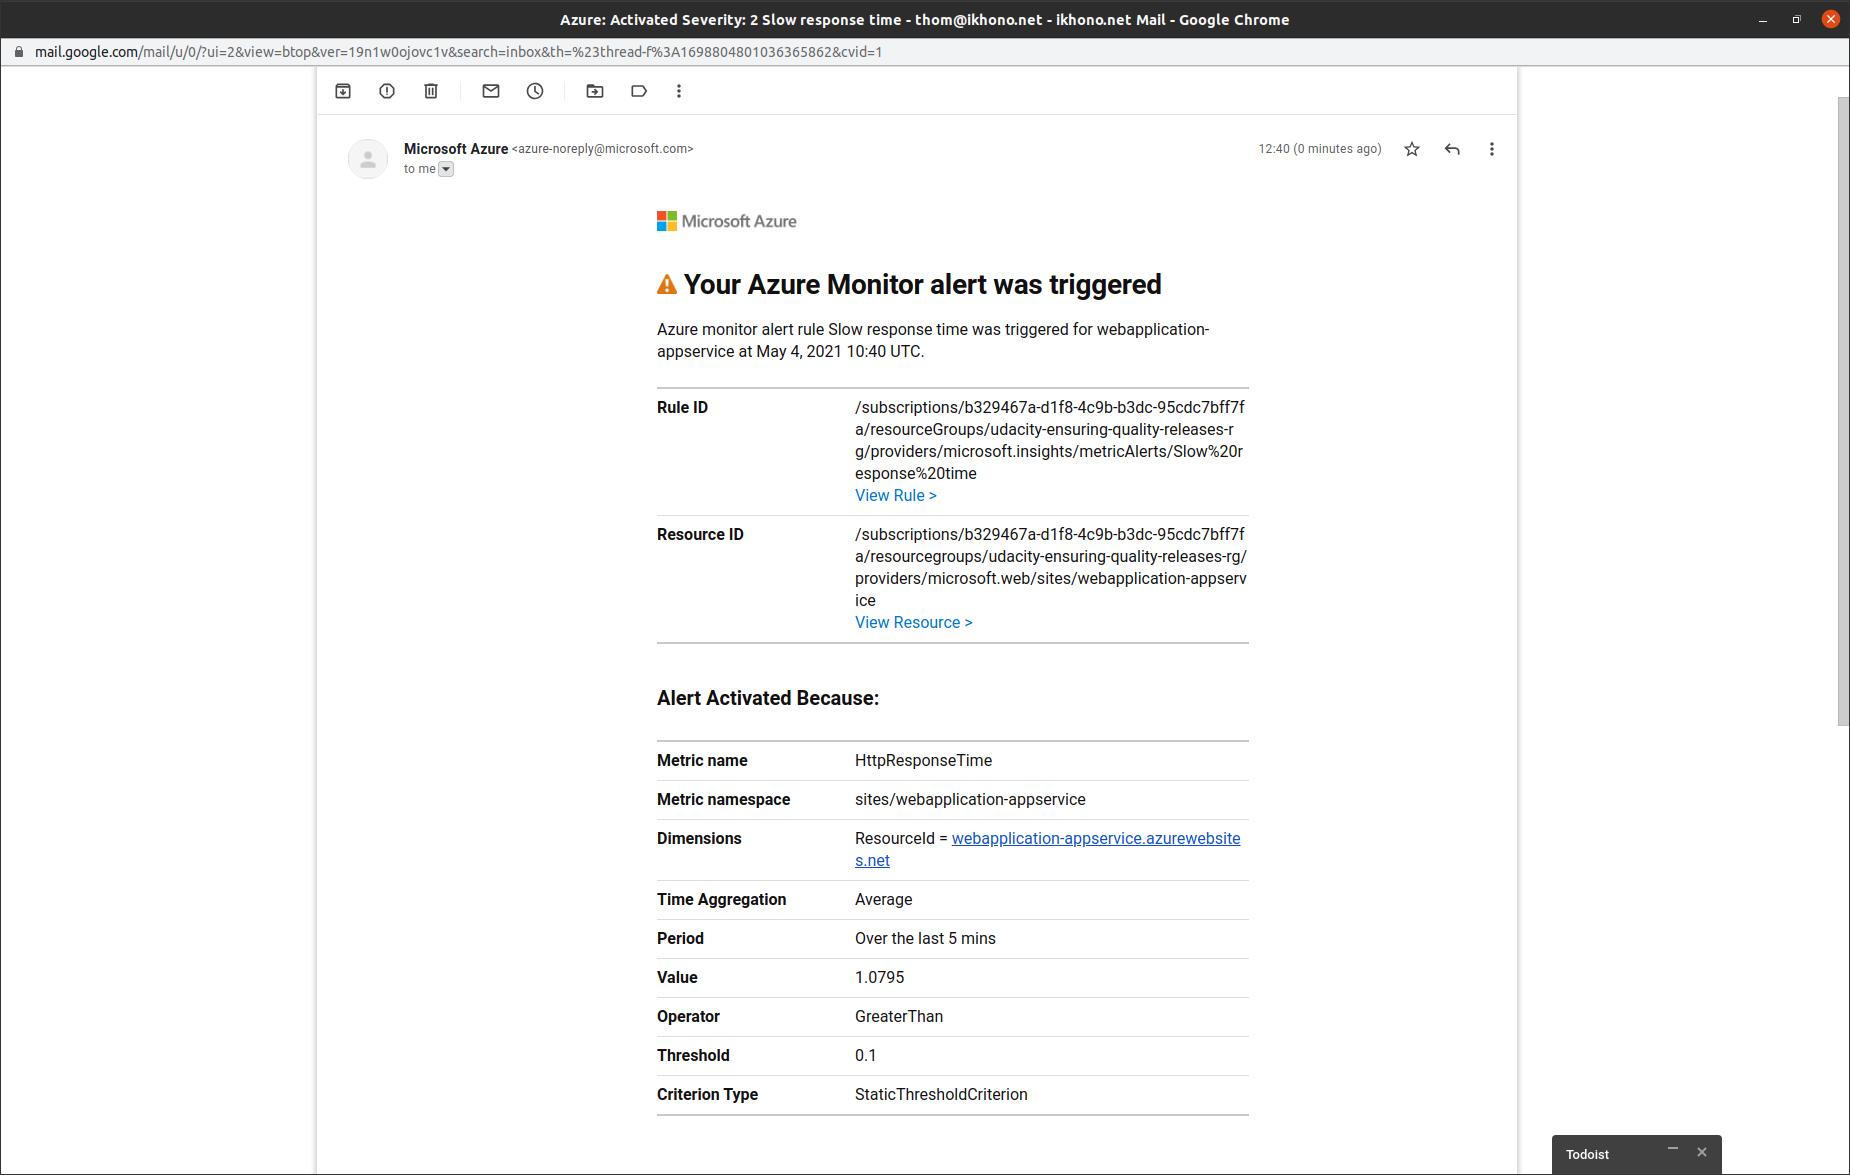 Azure: Activated Severity: 2 Slow response time - thom@ikhono.net - ikhono.net Mail - Google Chrome
mail.google.com/mail/u/0/?ui=2&view=btop&ver=19n1w0ojovc1v&search=inbox&th=%23thread-f%3A1698804801036365862&cvid=1
Microsoft Azure <azure-noreply@microsoft.com>
12:40 (0 minutes ago)
to me
Microsoft Azure
Your Azure Monitor alert was triggered
Azure monitor alert rule Slow response time was triggered for webapplication-
appservice at May 4, 2021 10:40 UTC.
Rule ID
/subscriptions/b329467a-d1f8-4c9b-b3dc-95cdc7bff7f
a/resourceGroups/udacity-ensuring-quality-releases-r
g/providers/microsoft.insights/metricAlerts/Slow%20r
esponse%20time
View Rule >
Resource ID
/subscriptions/b329467a-d1f8-4c9b-b3dc-95cdc7bff7f
a/resourcegroups/udacity-ensuring-quality-releases-rg/
providers/microsoft.web/sites/webapplication-appserv
ice
View Resource >
Alert Activated Because:
Metric name HttpResponseTime
Metric namespace sites/webapplication-appservice
Dimensions ResourceId = webapplication-appservice.azurewebsite
s.net
Time Aggregation Average
Period Over the last 5 mins
Value 1.0795
Operator GreaterThan
Threshold 0.1
Criterion Type StaticThresholdCriterion
Todoist